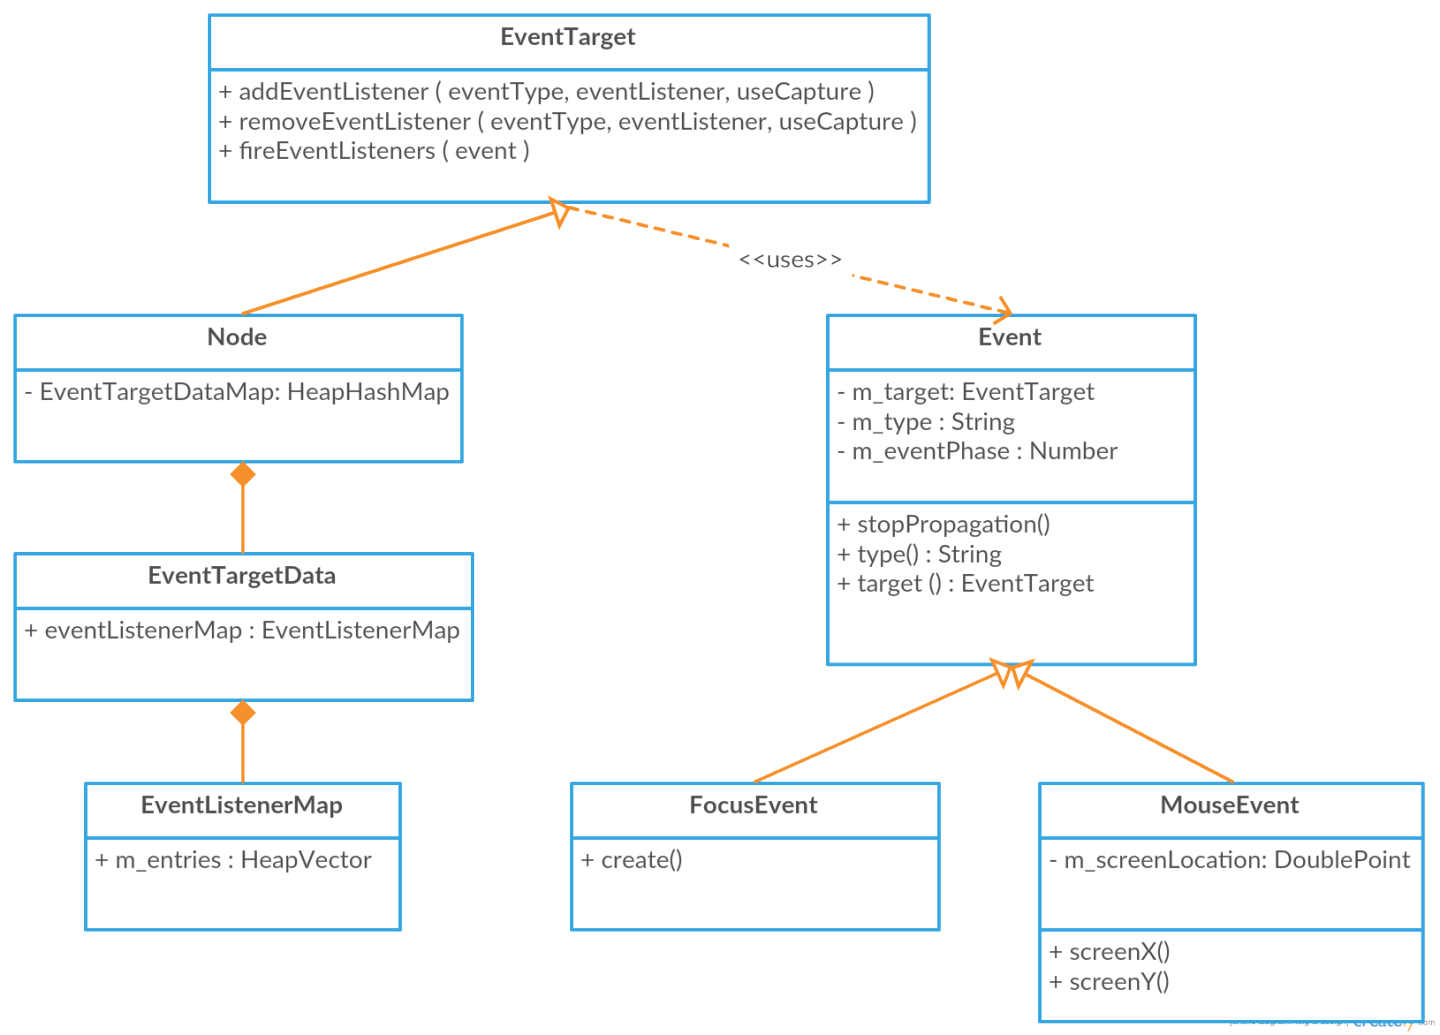 EventTarget
+ addEventListener ( eventType, eventListener, useCapture )
+ removeEventListener ( eventType, eventListener, useCapture )
+ fireEventListeners ( event )
<<uses>>
Node
- EventTargetDataMap: HeapHashMap
Event
- m_target: EventTarget
- m_type : String
- m_eventPhase : Number
+ stopPropagation()
+ type() : String
+ target () : EventTarget
EventTargetData
+ eventListenerMap : EventListenerMap
EventListenerMap
+ m_entries : HeapVector
FocusEvent
+ create()
MouseEvent
- m_screenLocation: DoublePoint
+ screenX()
+ screenY()